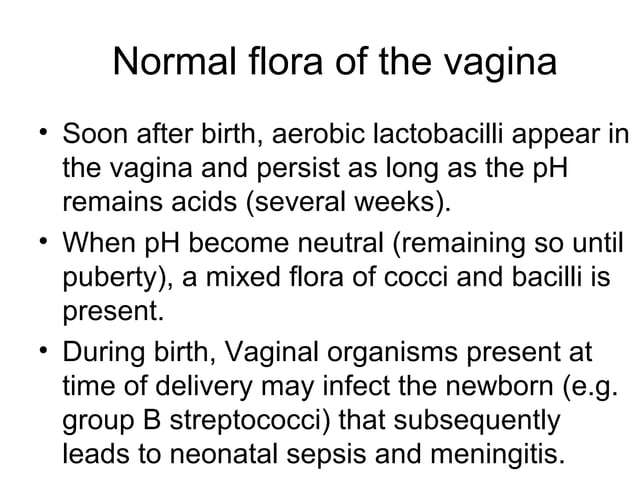 Normal flora of the vagina
• Soon after birth, aerobic lactobacilli appear in
the vagina and persist as long as the pH
remains acids (several weeks).
• When pH become neutral (remaining so until
puberty), a mixed flora of cocci and bacilli is
present.
• During birth, Vaginal organisms present at
time of delivery may infect the newborn (e.g.
group B streptococci) that subsequently
leads to neonatal sepsis and meningitis.